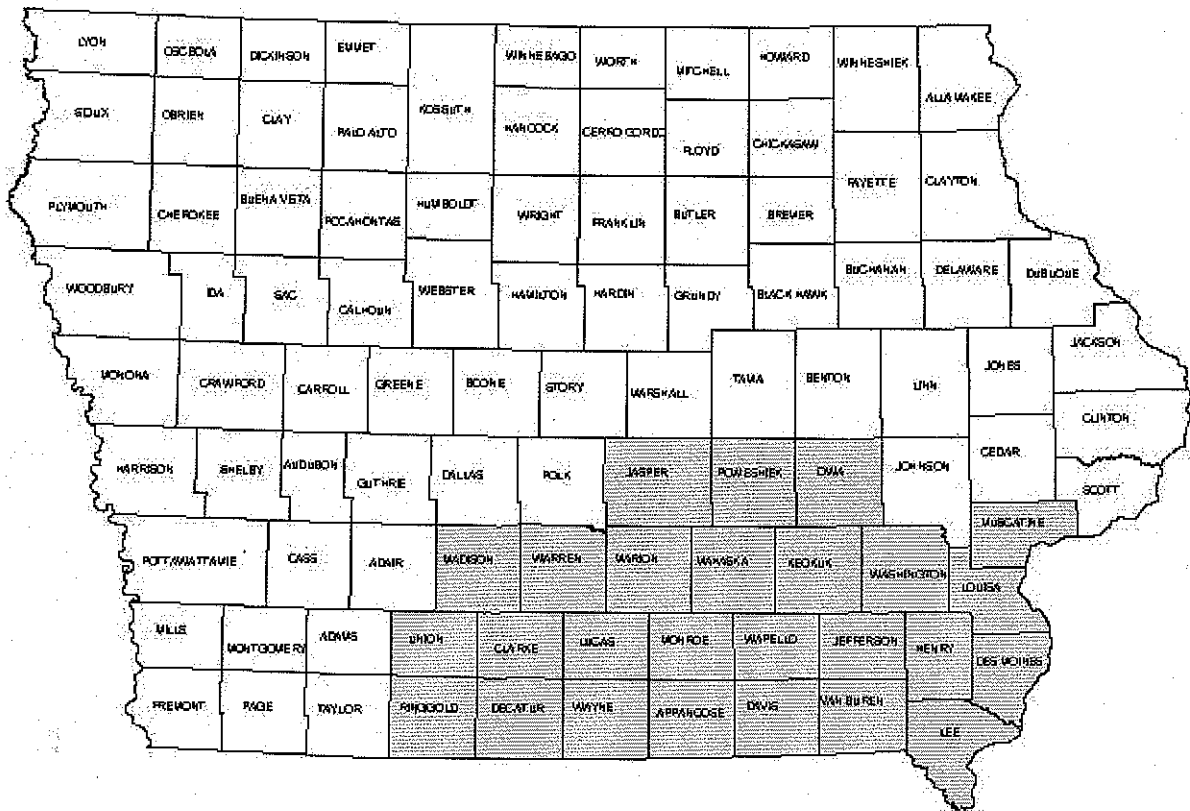 LYON
OSCEOLA
DICKINSON
EMMET
KOSSUTH
WINNEBAGO
WORTH
MITCHELL
HOWARD
WINNESHIEK
ALLAMAKEE
SIOUX
OBRIEN
CLAY
PALO ALTO
HANCOCK
CERRO GORDO
FLOYD
CHICKASAW
FAYETTE
CLAYTON
PLYMOUTH
CHEROKEE
BUENA VISTA
POCAHONTAS
HUMBOLDT
WRIGHT
FRANKLIN
BUTLER
BREMER
WOODBURY
IDA
SAC
CALHOUN
WEBSTER
HAMILTON
HARDIN
GRUNDY
BLACK HAWK
BUCHANAN
DELAWARE
DUBUQUE
MONONA
CRAWFORD
CARROLL
GREENE
BOONE
STORY
MARSHALL
TAMA
BENTON
LINN
JONES
JACKSON
CLINTON
HARRISON
SHELBY
AUDUBON
GUTHRIE
DALLAS
POLK
JASPER
POWESHIEK
IOWA
JOHNSON
CEDAR
SCOTT
MUSCATINE
POTTAWATTAMIE
CASS
ADAIR
MADISON
WARREN
MARION
MAHASKA
KEOKUK
WASHINGTON
LOUISA
MILLS
MONTGOMERY
ADAMS
UNION
CLARKE
LUCAS
MONROE
WAPELLO
JEFFERSON
HENRY
DES MOINES
FREMONT
PAGE
TAYLOR
RINGGOLD
DECATUR
WAYNE
APPANOOSE
DAVIS
VAN BUREN
LEE